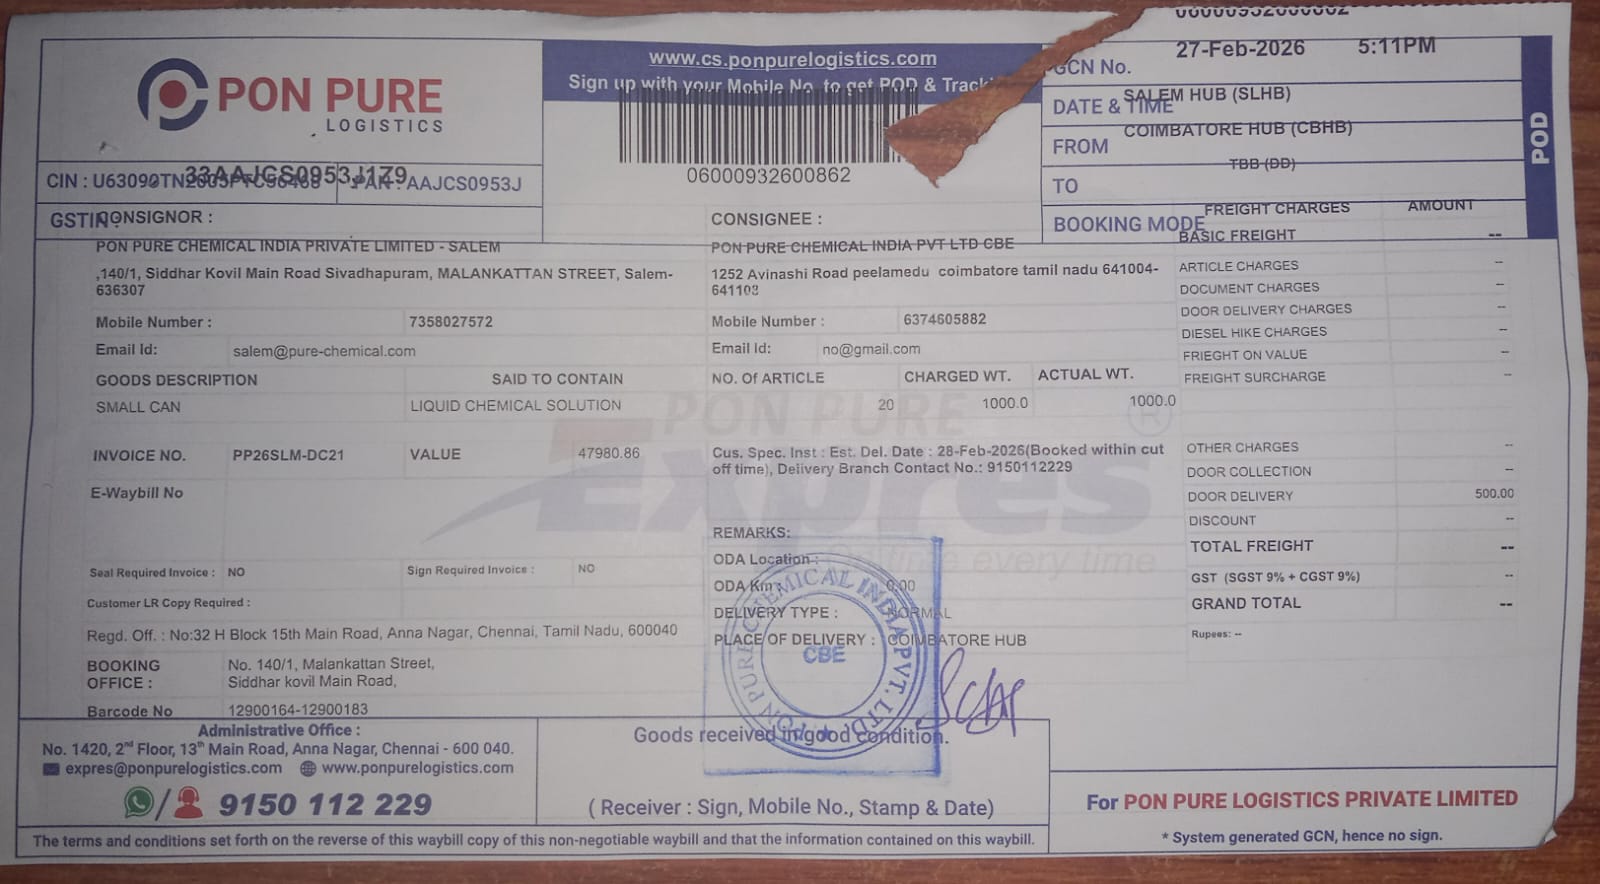 PON PURE
LOGISTICS
www.cs.ponpurelogistics.com
Sign up with your Mobile No. to get POD & Track
06000932600862
GCN No.
27-Feb-2026 5:11PM
DATE & TIME
SALEM HUB (SLHB)
FROM
COIMBATORE HUB (CBHB)
TO
TBB (DD)
BOOKING MODE
POD
CIN :
PAN : AAJCS0953J
GSTIN :
33AAJCS0953J1Z9
CONSIGNOR :
PON PURE CHEMICAL INDIA PRIVATE LIMITED - SALEM
,140/1, Siddhar Kovil Main Road Sivadhapuram, MALANKATTAN STREET, Salem-
636307
Mobile Number : 7358027572
Email Id: salem@pure-chemical.com
CONSIGNEE :
PON PURE CHEMICAL INDIA PVT LTD CBE
1252 Avinashi Road peelamedu coimbatore tamil nadu 641004-
641103
Mobile Number : 6374605882
Email Id: no@gmail.com
GOODS DESCRIPTION SAID TO CONTAIN NO. Of ARTICLE CHARGED WT. ACTUAL WT.
SMALL CAN LIQUID CHEMICAL SOLUTION 20 1000.0 1000.0
INVOICE NO. PP26SLM-DC21 VALUE 47980.86
E-Waybill No
Cus. Spec. Inst : Est. Del. Date : 28-Feb-2026(Booked within cut
off time), Delivery Branch Contact No.: 9150112229
PON PURE
Expres
time every time
REMARKS:
ODA Location :
ODA Km : 0.00
DELIVERY TYPE : NORMAL
PLACE OF DELIVERY : COIMBATORE HUB
Seal Required Invoice : NO Sign Required Invoice : NO
Customer LR Copy Required :
Regd. Off. : No:32 H Block 15th Main Road, Anna Nagar, Chennai, Tamil Nadu, 600040
BOOKING OFFICE : No. 140/1, Malankattan Street,
Siddhar kovil Main Road,
Barcode No 12900164-12900183
FREIGHT CHARGES AMOUNT
BASIC FREIGHT --
ARTICLE CHARGES --
DOCUMENT CHARGES --
DOOR DELIVERY CHARGES --
DIESEL HIKE CHARGES --
FRIEGHT ON VALUE --
FREIGHT SURCHARGE --
OTHER CHARGES --
DOOR COLLECTION --
DOOR DELIVERY 500.00
DISCOUNT --
TOTAL FREIGHT --
GST (SGST 9% + CGST 9%) --
GRAND TOTAL --
Rupees: --
PON PURE CHEMICAL INDIA PVT. LTD.
CBE
Administrative Office :
No. 1420, 2nd Floor, 13th Main Road, Anna Nagar, Chennai - 600 040.
expres@ponpurelogistics.com www.ponpurelogistics.com
9150 112 229
Goods received in good condition.
( Receiver : Sign, Mobile No., Stamp & Date)
For PON PURE LOGISTICS PRIVATE LIMITED
* System generated GCN, hence no sign.
The terms and conditions set forth on the reverse of this waybill copy of this non-negotiable waybill and that the information contained on this waybill.